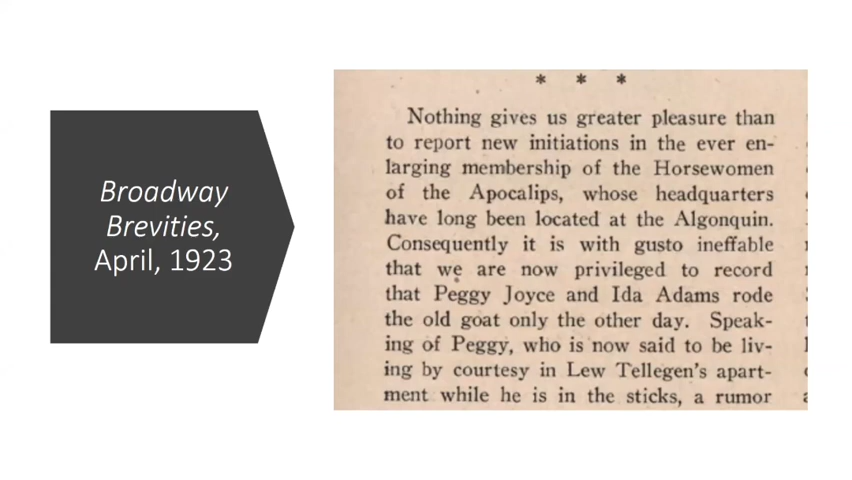 Broadway
Brevities,
April, 1923
* * *
Nothing gives us greater pleasure than
to report new initiations in the ever en-
larging membership of the Horsewomen
of the Apocalips, whose headquarters
have long been located at the Algonquin.
Consequently it is with gusto ineffable
that we are now privileged to record
that Peggy Joyce and Ida Adams rode
the old goat only the other day. Speak-
ing of Peggy, who is now said to be liv-
ing by courtesy in Lew Tellegen's apart-
ment while he is in the sticks, a rumor